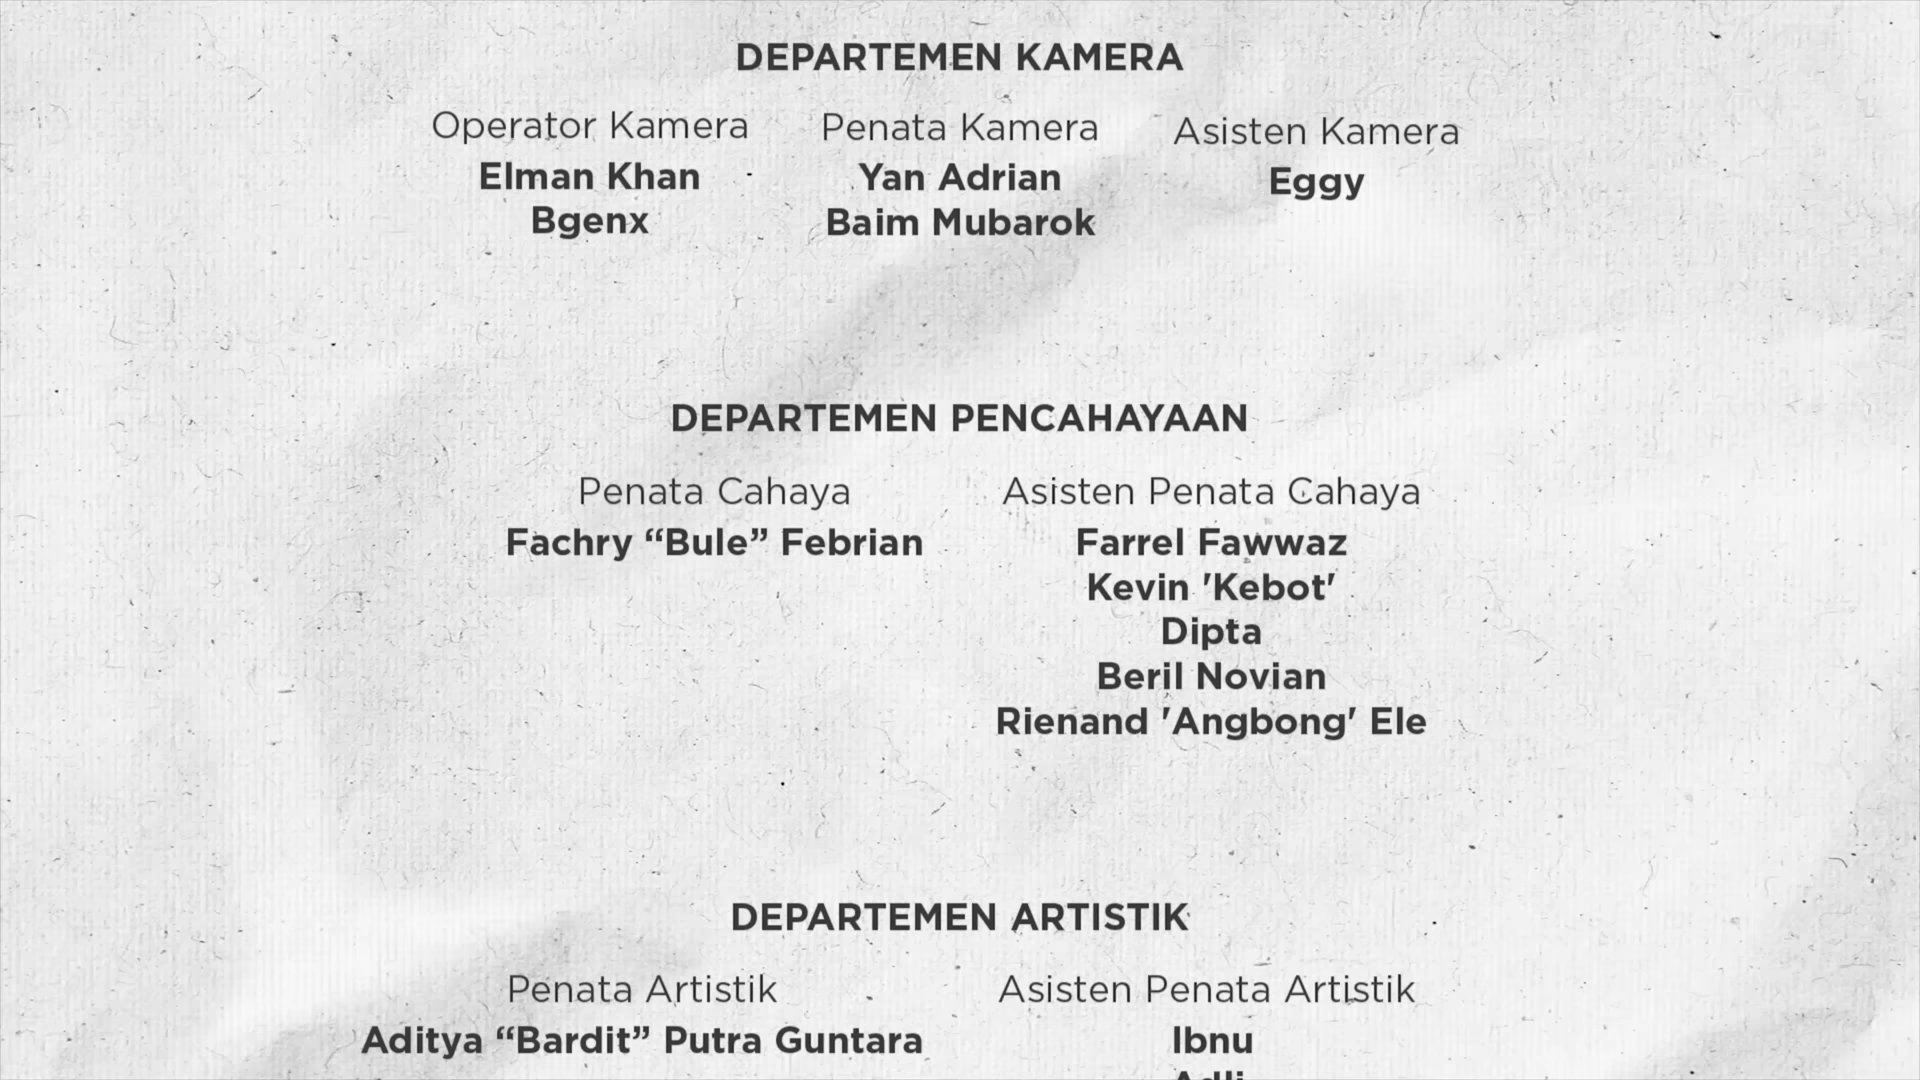 DEPARTEMEN KAMERA
Operator Kamera
Elman Khan
Bgenx
Penata Kamera
Yan Adrian
Baim Mubarok
Asisten Kamera
Eggy
DEPARTEMEN PENCAHAYAAN
Penata Cahaya
Fachry “Bule” Febrian
Asisten Penata Cahaya
Farrel Fawwaz
Kevin 'Kebot'
Dipta
Beril Novian
Rienand 'Angbong' Ele
DEPARTEMEN ARTISTIK
Penata Artistik
Aditya “Bardit” Putra Guntara
Asisten Penata Artistik
Ibnu